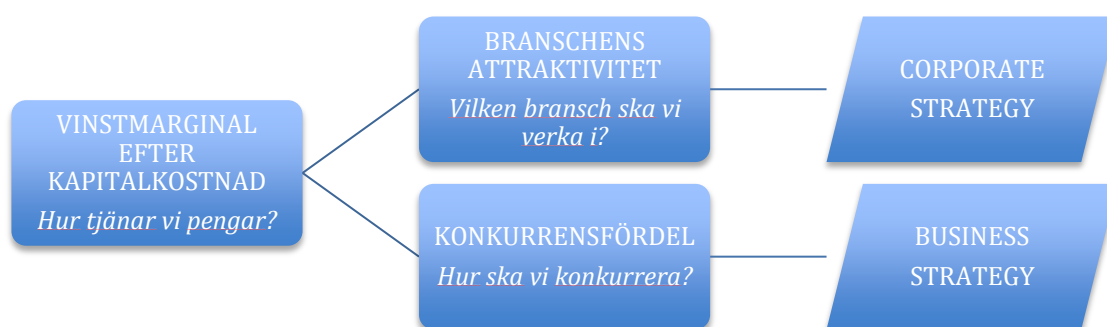 VINSTMARGINAL
EFTER
KAPITALKOSTNAD
Hur tjänar vi pengar?
BRANSCHENS
ATTRAKTIVITET
Vilken bransch ska vi
verka i?
CORPORATE
STRATEGY
KONKURRENSFÖRDEL
Hur ska vi konkurrera?
BUSINESS
STRATEGY